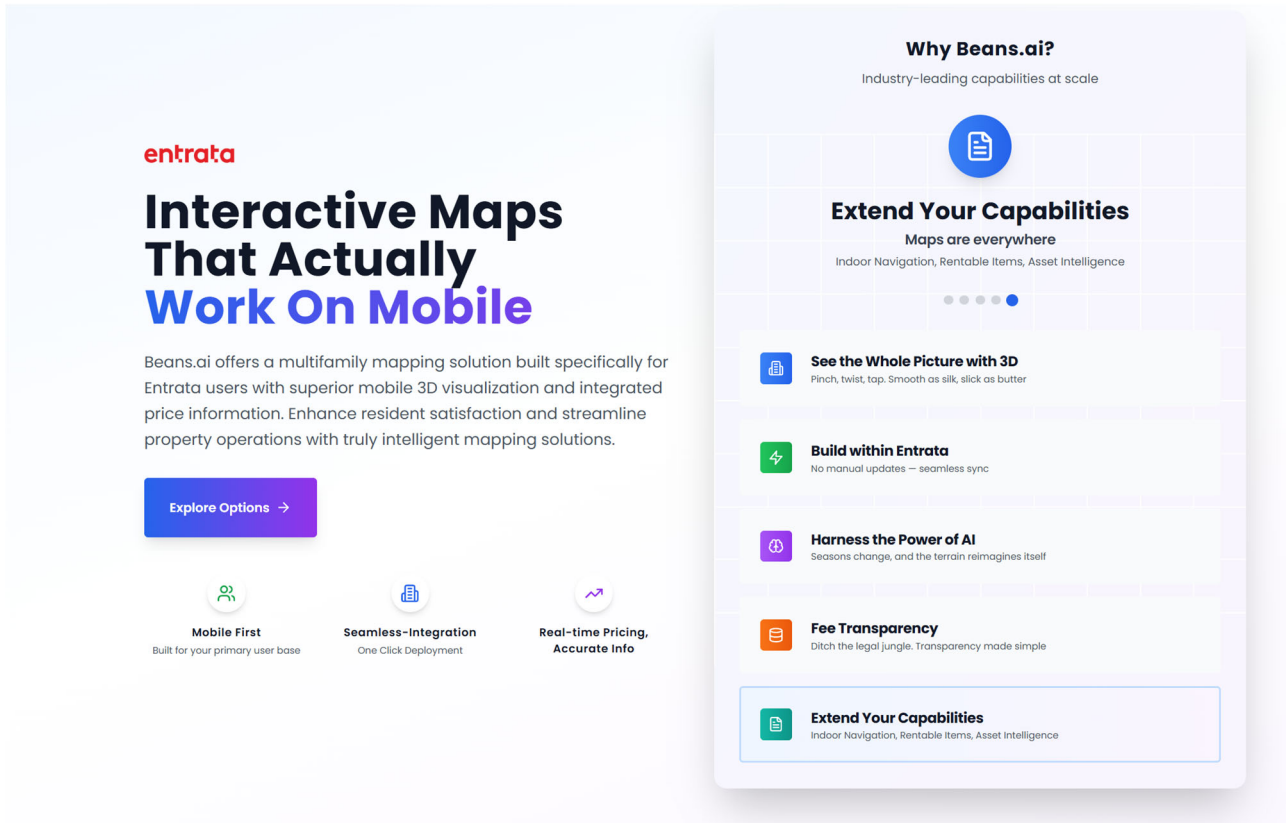 entrata
Interactive Maps
That Actually
Work On Mobile
Beans.ai offers a multifamily mapping solution built specifically for
Entrata users with superior mobile 3D visualization and integrated
price information. Enhance resident satisfaction and streamline
property operations with truly intelligent mapping solutions.
Explore Options →
Mobile First
Built for your primary user base
Seamless-Integration
One Click Deployment
Real-time Pricing,
Accurate Info
Why Beans.ai?
Industry-leading capabilities at scale
Extend Your Capabilities
Maps are everywhere
Indoor Navigation, Rentable Items, Asset Intelligence
See the Whole Picture with 3D
Pinch, twist, tap. Smooth as silk, slick as butter
Build within Entrata
No manual updates — seamless sync
Harness the Power of AI
Seasons change, and the terrain reimagines itself
Fee Transparency
Ditch the legal jungle. Transparency made simple
Extend Your Capabilities
Indoor Navigation, Rentable Items, Asset Intelligence